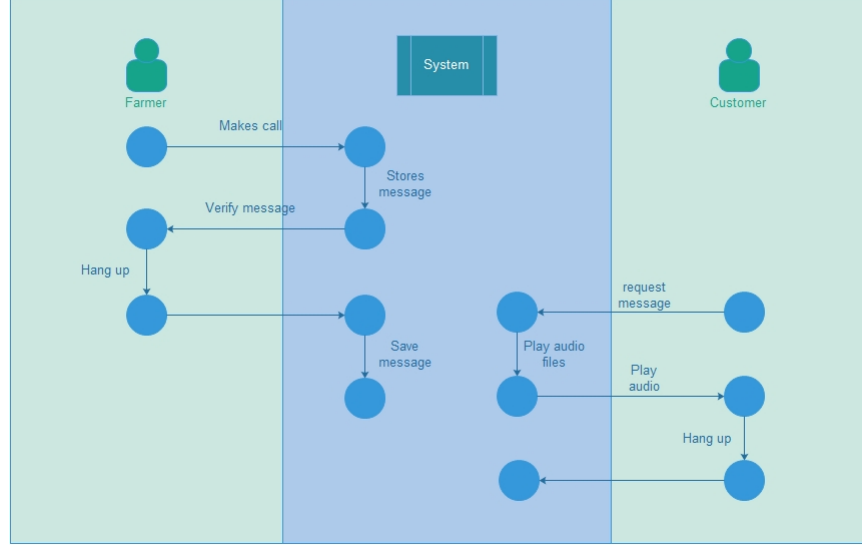 System
Farmer
Customer
Makes call
Stores
message
Verify message
Hang up
request
message
Save
message
Play audio
files
Play
audio
Hang up